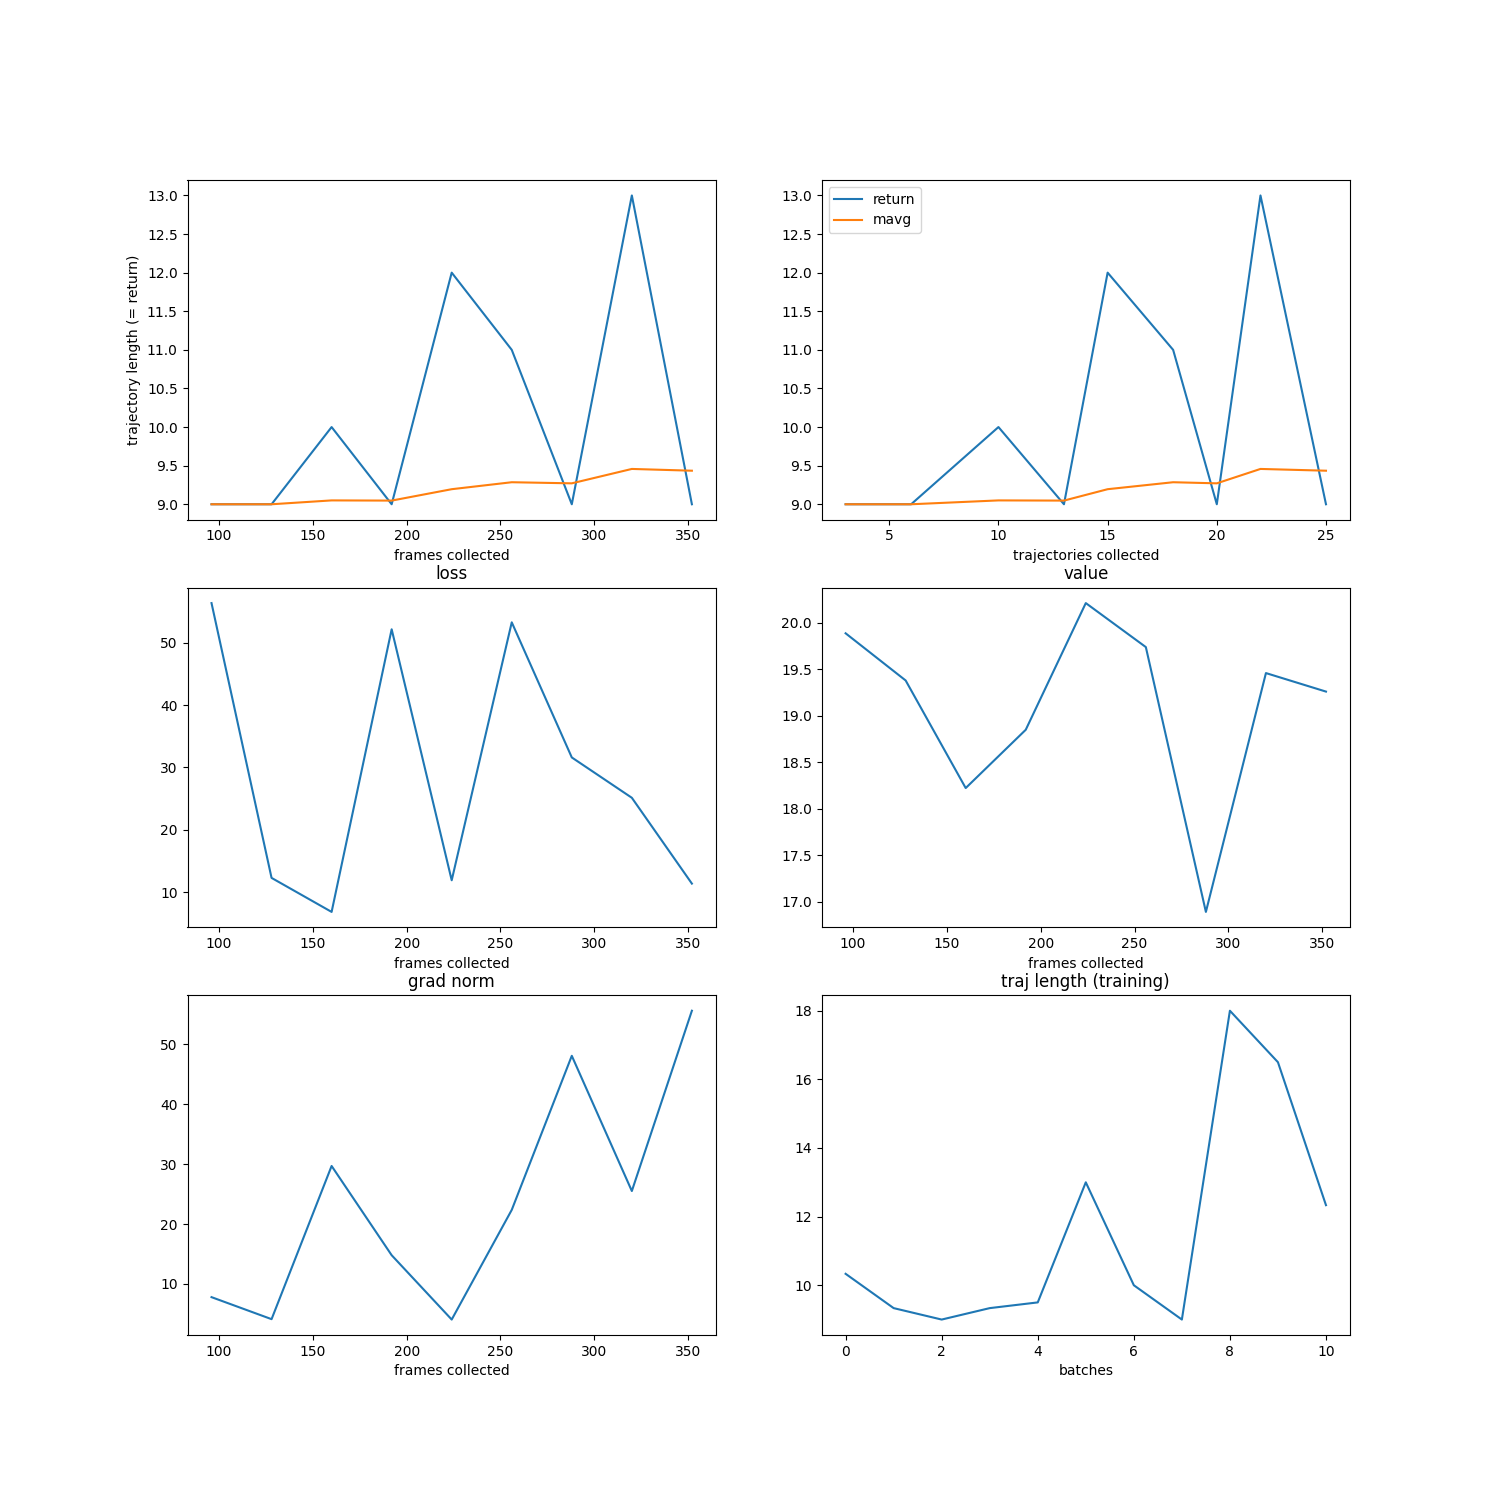 trajectory length (= return)
13.0
12.5
12.0
11.5
11.0
10.5
10.0
9.5
9.0
100 150 200 250 300 350
frames collected
return
mavg
13.0
12.5
12.0
11.5
11.0
10.5
10.0
9.5
9.0
5 10 15 20 25
trajectories collected
loss
50
40
30
20
10
100 150 200 250 300 350
frames collected
value
20.0
19.5
19.0
18.5
18.0
17.5
17.0
100 150 200 250 300 350
frames collected
grad norm
50
40
30
20
10
100 150 200 250 300 350
frames collected
traj length (training)
18
16
14
12
10
0 2 4 6 8 10
batches